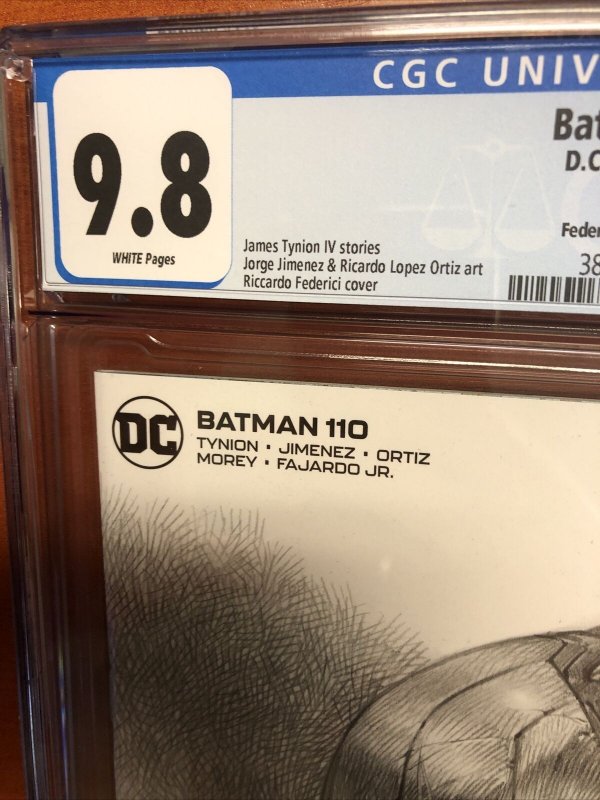 CGC UNIV
9.8
WHITE Pages
Bat
D.C
Feder
38
James Tynion IV stories
Jorge Jimenez & Ricardo Lopez Ortiz art
Riccardo Federici cover
DC
BATMAN 110
TYNION • JIMENEZ • ORTIZ
MOREY • FAJARDO JR.